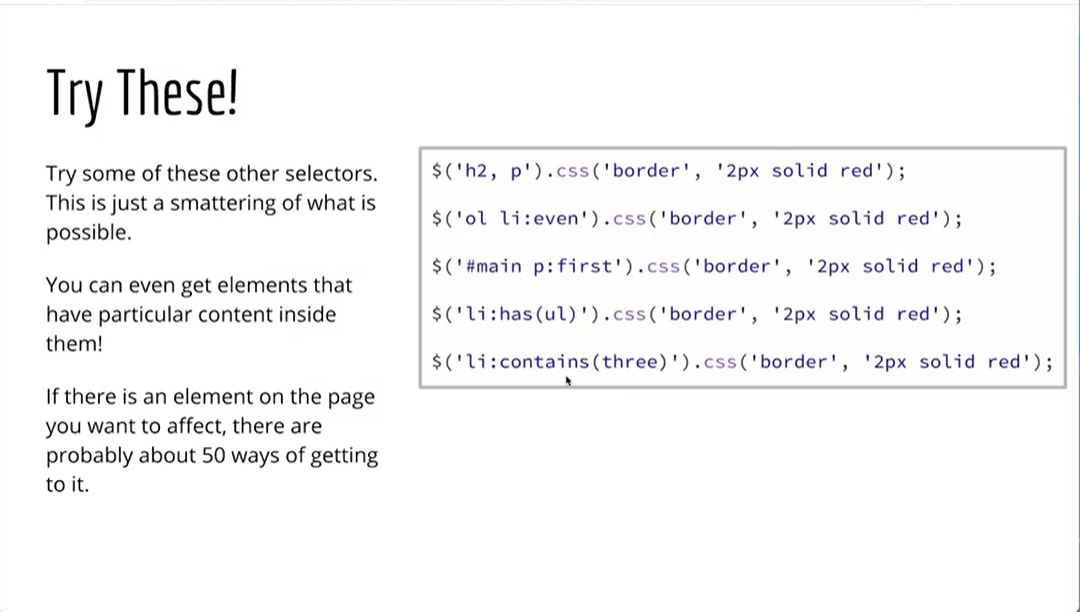 Try These!
Try some of these other selectors.
This is just a smattering of what is
possible.
You can even get elements that
have particular content inside
them!
If there is an element on the page
you want to affect, there are
probably about 50 ways of getting
to it.
$('h2, p').css('border', '2px solid red');
$('ol li:even').css('border', '2px solid red');
$('#main p:first').css('border', '2px solid red');
$('li:has(ul)').css('border', '2px solid red');
$('li:contains(three)').css('border', '2px solid red');